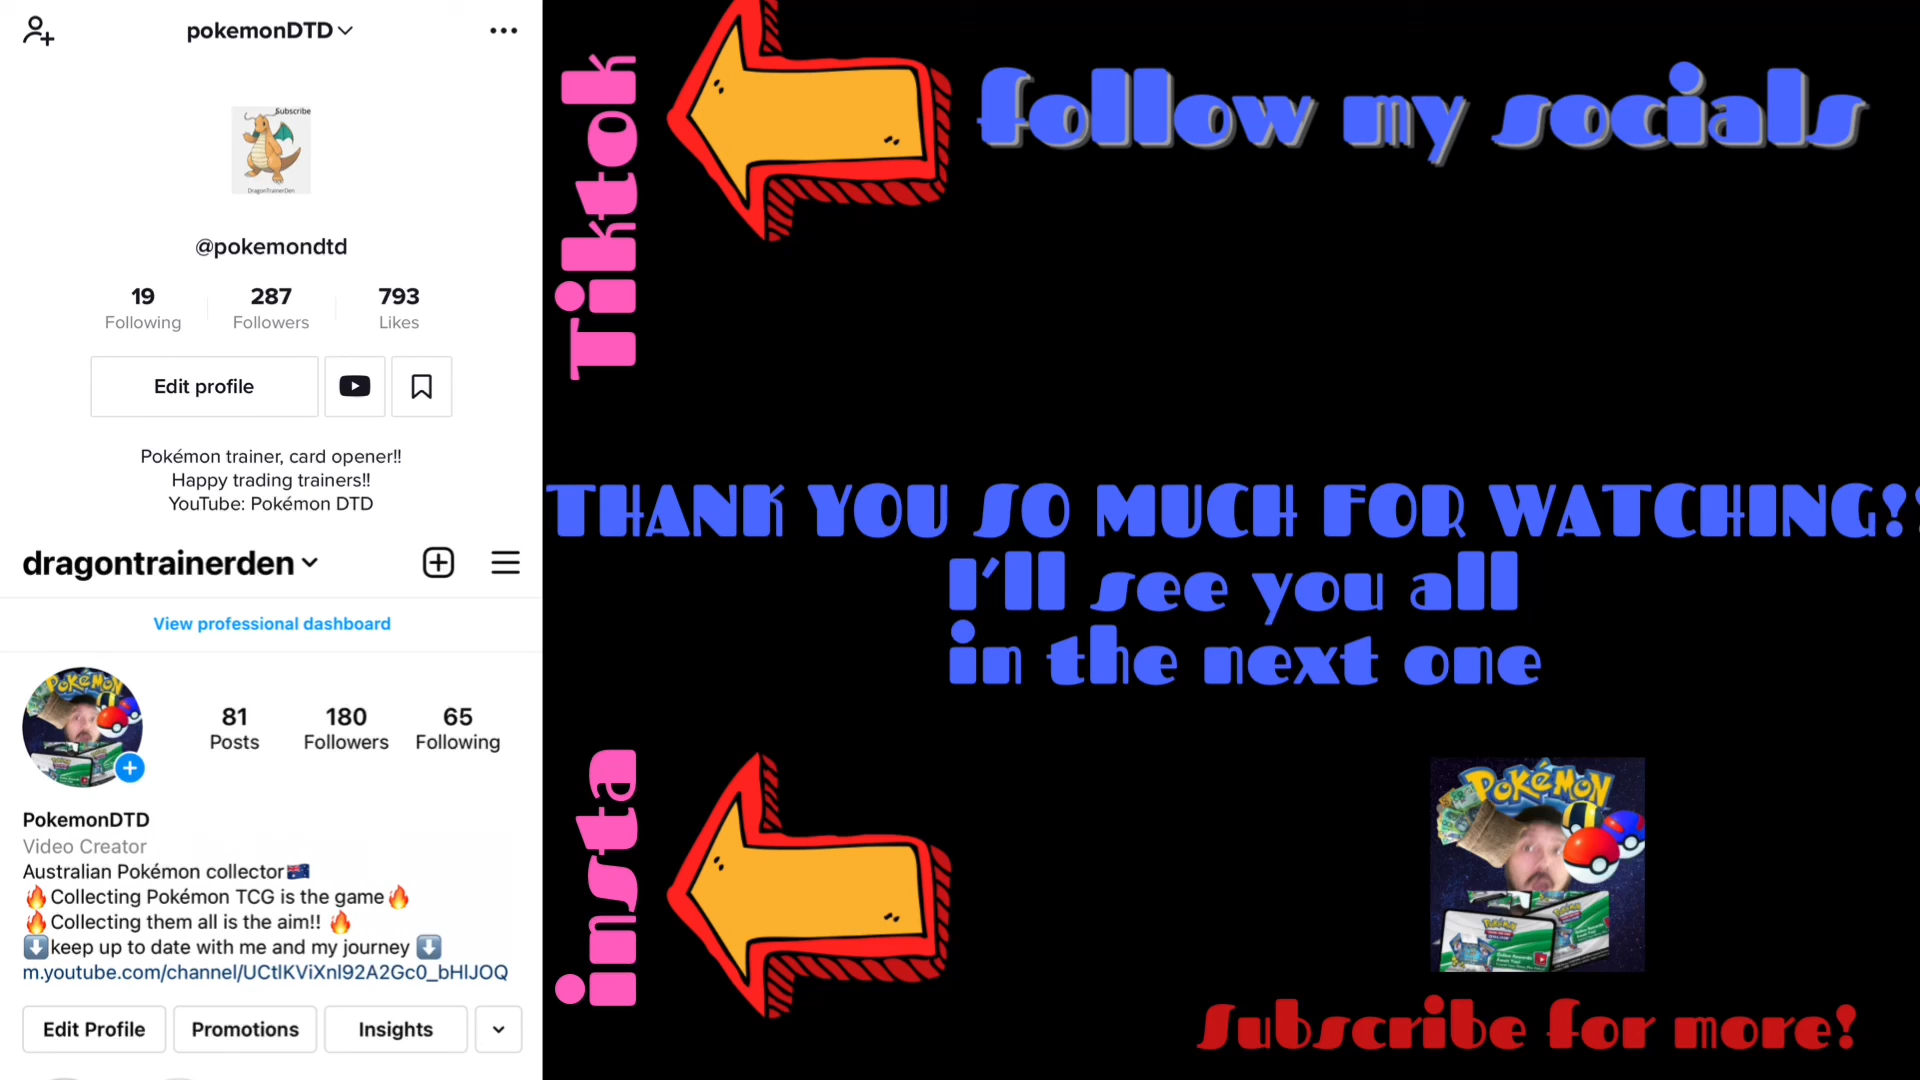 pokemonDTD
Subscribe
DragonTrainerDen
@pokemondtd
19 287 793
Following Followers Likes
Edit profile
Pokémon trainer, card opener!!
Happy trading trainers!!
YouTube: Pokémon DTD
dragontrainerden
View professional dashboard
POKéMON
81 180 65
Posts Followers Following
PokemonDTD
Video Creator
Australian Pokémon collector🇦🇺
🔥Collecting Pokémon TCG is the game🔥
🔥Collecting them all is the aim!! 🔥
⬇️keep up to date with me and my journey ⬇️
m.youtube.com/channel/UCtlKViXnl92A2Gc0_bHlJOQ
Edit Profile Promotions Insights
Tiktok
follow my socials
THANK YOU SO MUCH FOR WATCHING!!
I'll see you all
in the next one
insta
POKéMON
Subscribe for more!